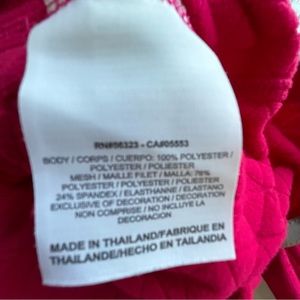 RN#56323 - CA#05553
BODY / CORPS / CUERPO: 100% POLYESTER /
POLYESTER / POLIESTER
MESH / MAILLE FILET / MALLA: 76%
POLYESTER / POLYESTER / POLIESTER
24% SPANDEX / ELASTHANNE / ELASTANO
EXCLUSIVE OF DECORATION / DECORATION
NON COMPRISE / NO INCLUYE LA
DECORACION
MADE IN THAILAND/FABRIQUE EN
THAILANDE/HECHO EN TAILANDIA